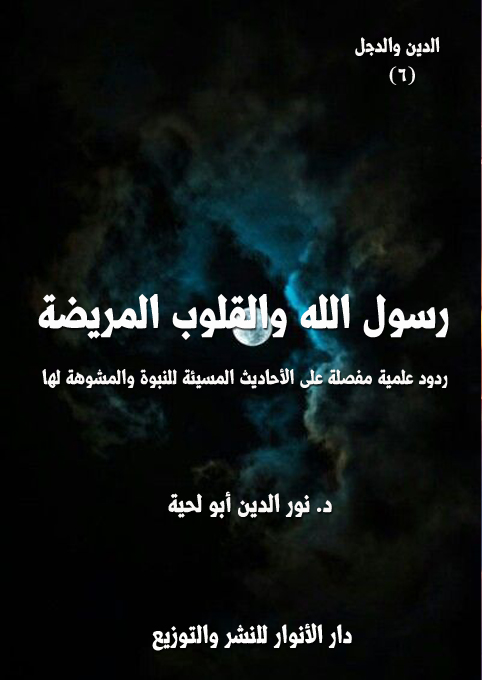 الدين والدجل
(٦)
رسول الله والقلوب المريضة
ردود علمية مفصلة على الأحاديث المسيئة للنبوة والمشوهة لها
د. نور الدين أبو لحية
دار الأنوار للنشر والتوزيع